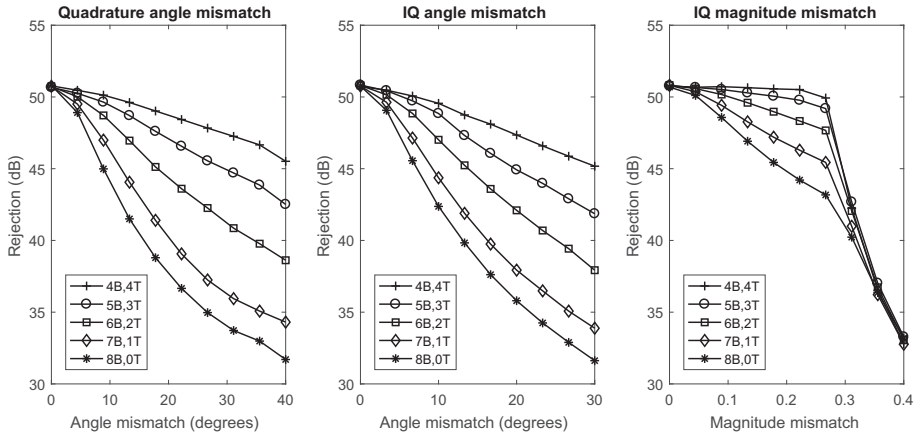 Quadrature angle mismatch
55
50
45
40
35
30
Rejection (dB)
4B,4T
5B,3T
6B,2T
7B,1T
8B,0T
0 10 20 30 40
Angle mismatch (degrees)
IQ angle mismatch
55
50
45
40
35
30
Rejection (dB)
4B,4T
5B,3T
6B,2T
7B,1T
8B,0T
0 10 20 30
Angle mismatch (degrees)
IQ magnitude mismatch
55
50
45
40
35
30
Rejection (dB)
4B,4T
5B,3T
6B,2T
7B,1T
8B,0T
0 0.1 0.2 0.3 0.4
Magnitude mismatch